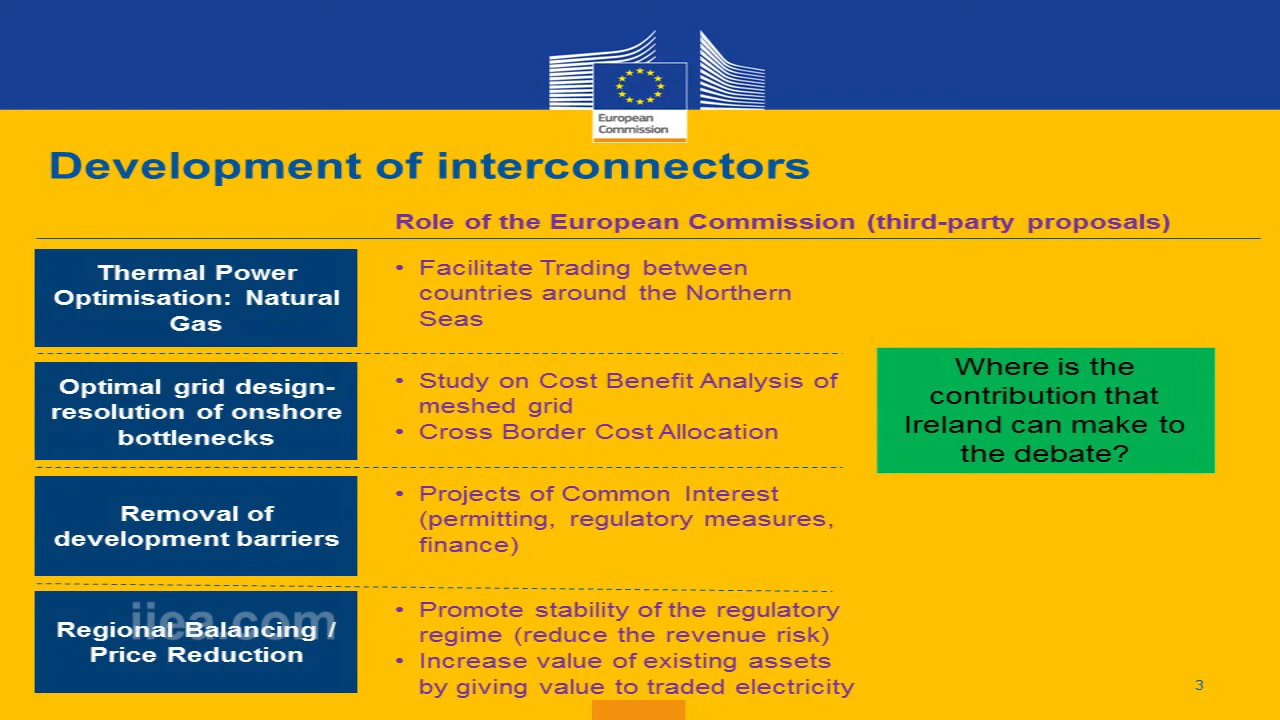 European
Commission
Development of interconnectors
Role of the European Commission (third-party proposals)
Thermal Power
Optimisation: Natural
Gas
• Facilitate Trading between
countries around the Northern
Seas
Optimal grid design-
resolution of onshore
bottlenecks
• Study on Cost Benefit Analysis of
meshed grid
• Cross Border Cost Allocation
Where is the
contribution that
Ireland can make to
the debate?
Removal of
development barriers
• Projects of Common Interest
(permitting, regulatory measures,
finance)
iiea.com
Regional Balancing /
Price Reduction
• Promote stability of the regulatory
regime (reduce the revenue risk)
• Increase value of existing assets
by giving value to traded electricity
3